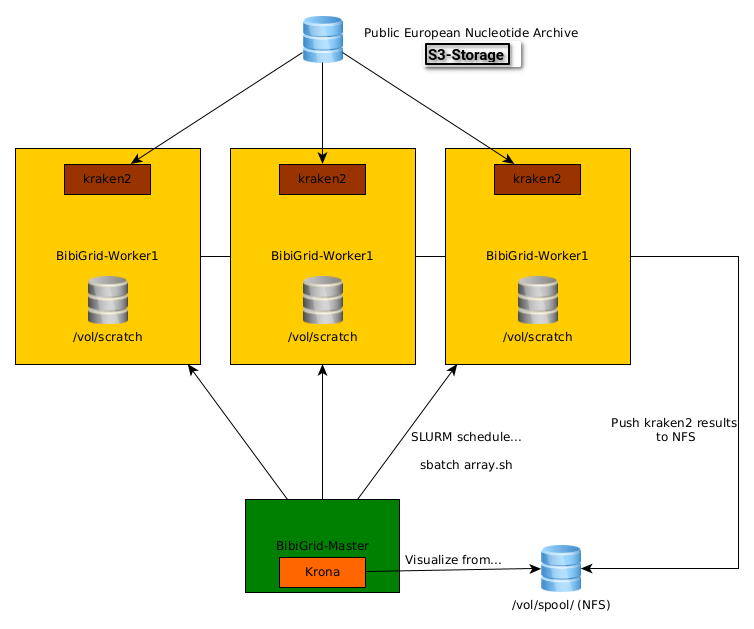 Public European Nucleotide Archive
S3-Storage
kraken2
kraken2
kraken2
BibiGrid-Worker1
BibiGrid-Worker1
BibiGrid-Worker1
/vol/scratch
/vol/scratch
/vol/scratch
Push kraken2 results
to NFS
SLURM schedule...
sbatch array.sh
BibiGrid-Master
Krona
Visualize from...
/vol/spool/ (NFS)